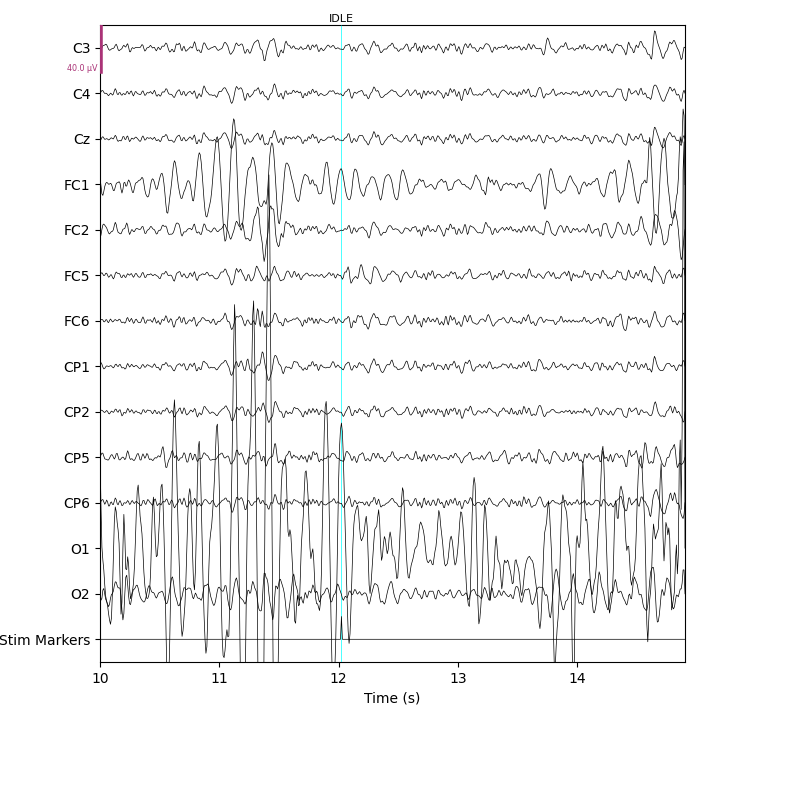 IDLE
C3
40.0 µV
C4
Cz
FC1
FC2
FC5
FC6
CP1
CP2
CP5
CP6
O1
O2
Stim Markers
10 11 12 13 14
Time (s)